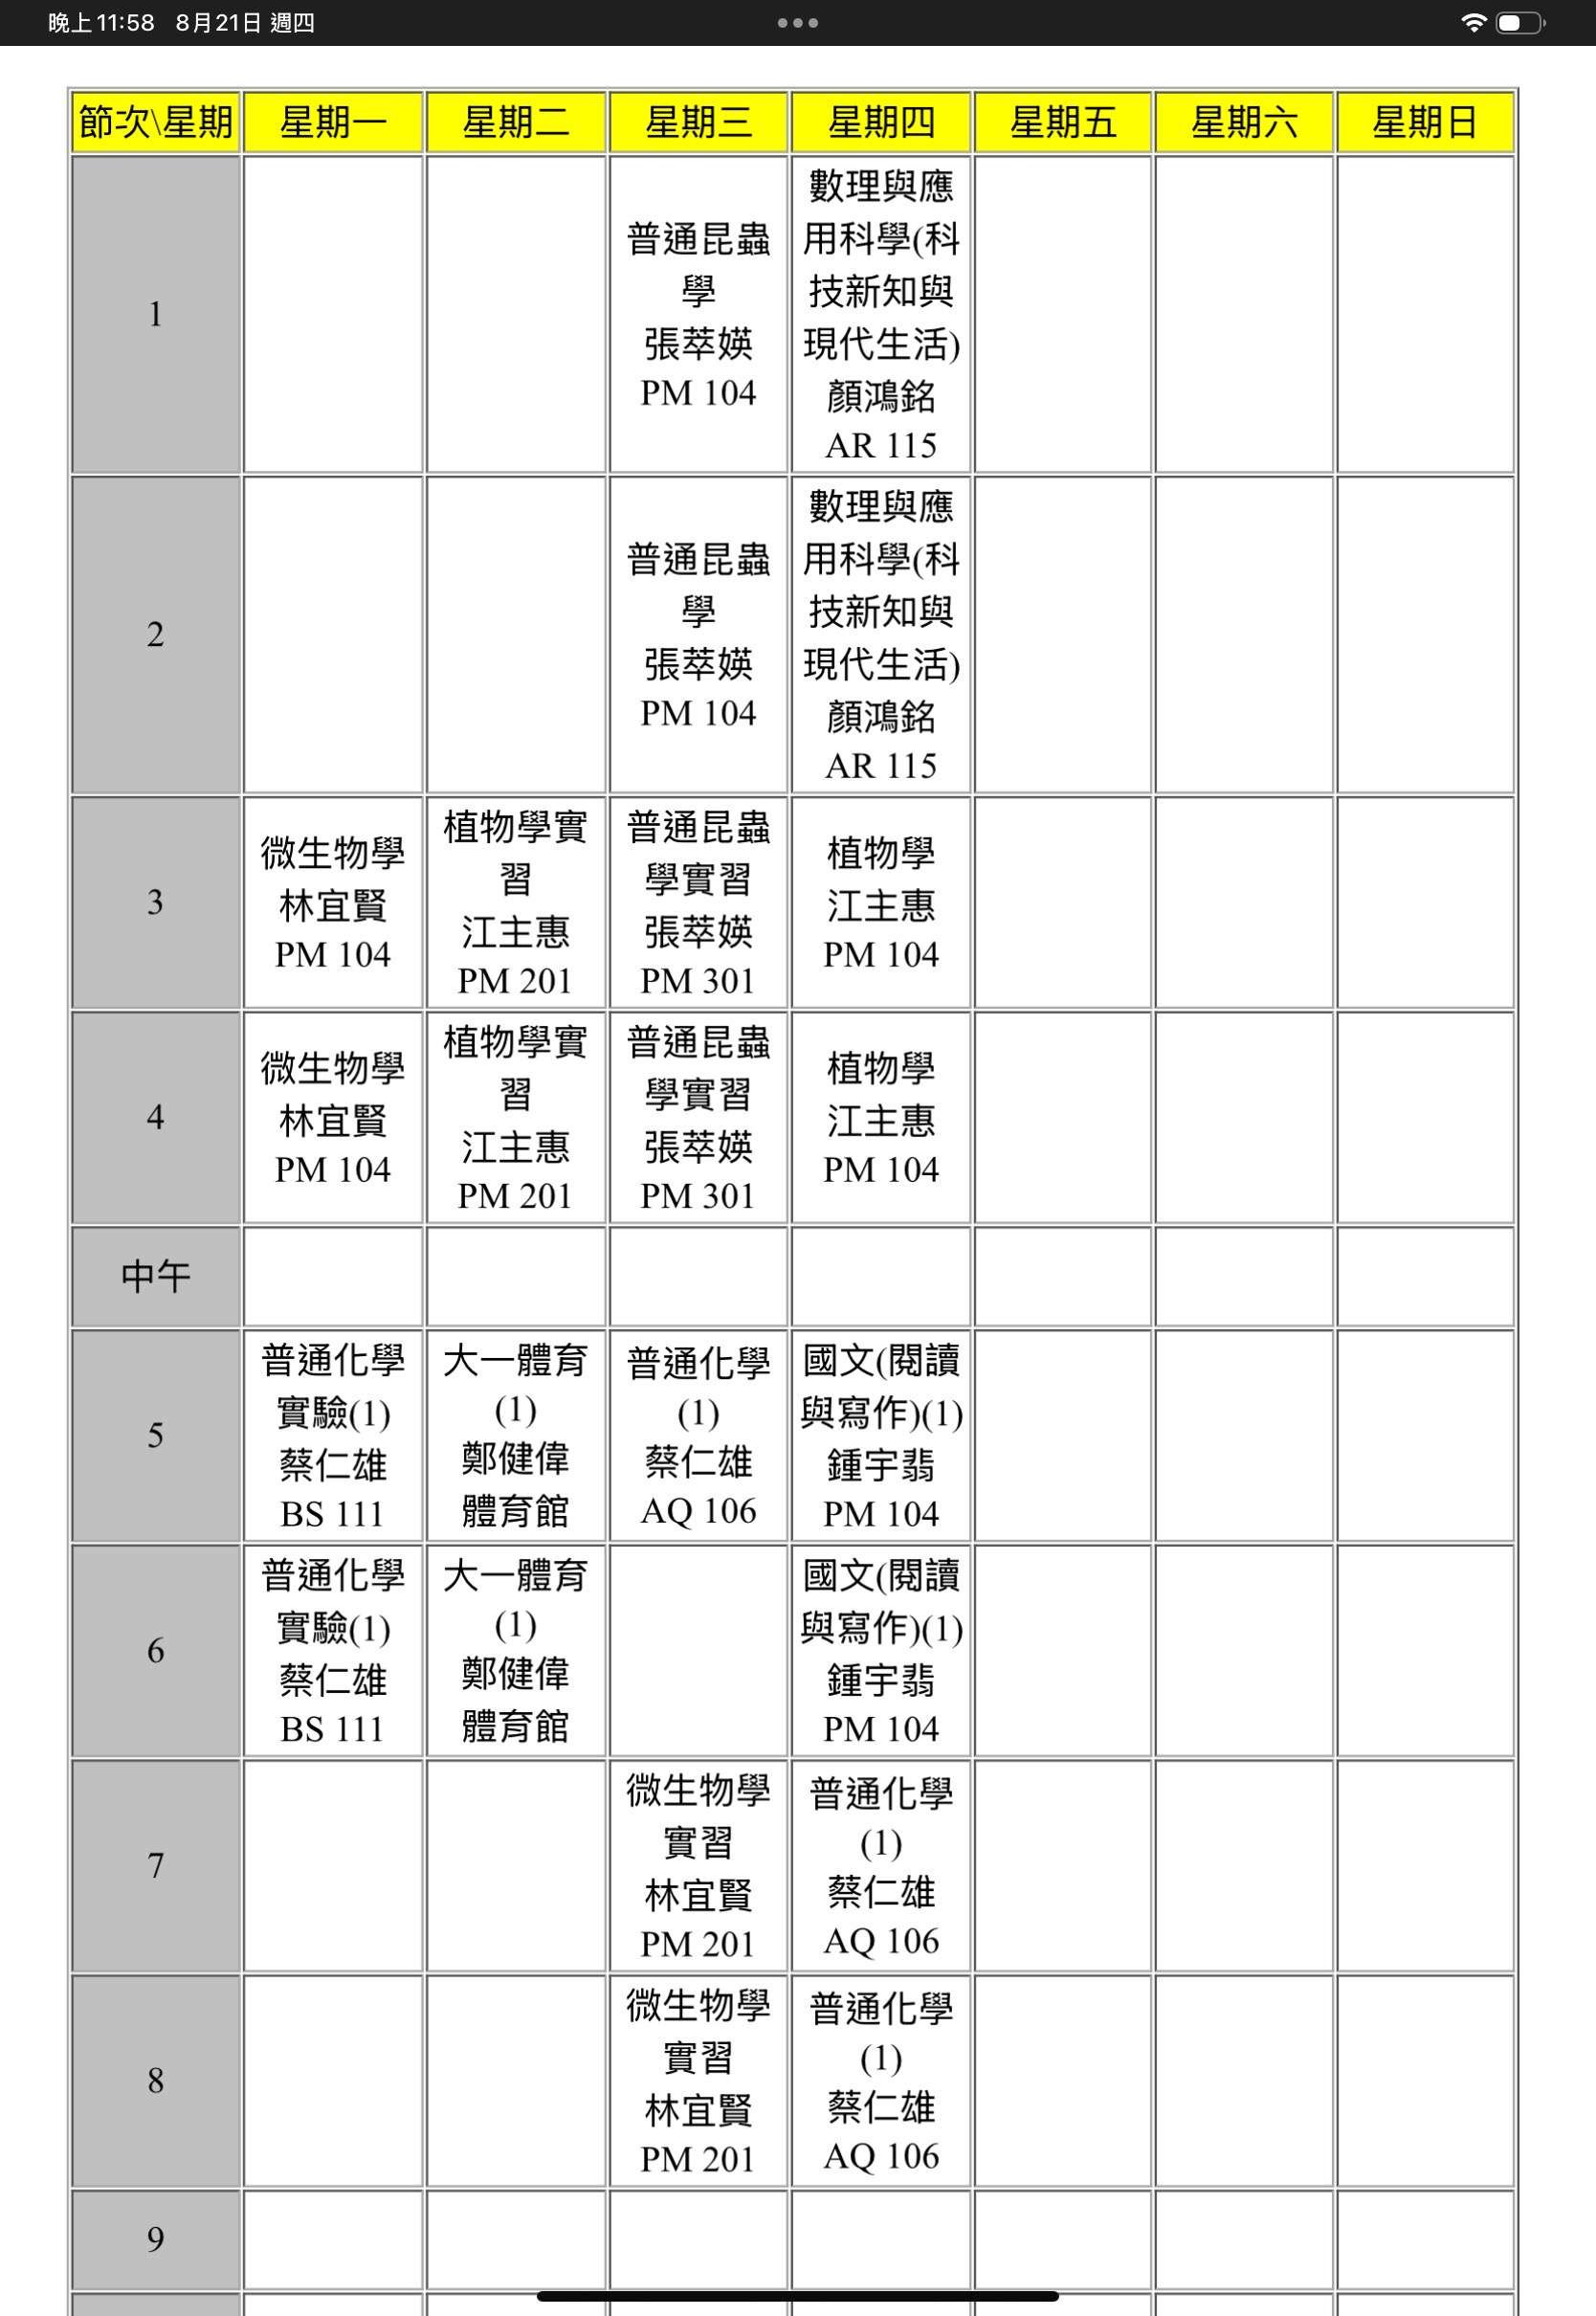 晚上11:58 8月21日 週四
節次\星期 星期一 星期二 星期三 星期四 星期五 星期六 星期日
1
普通昆蟲
學
張萃媖
PM 104
數理與應
用科學(科
技新知與
現代生活)
顏鴻銘
AR 115
2
普通昆蟲
學
張萃媖
PM 104
數理與應
用科學(科
技新知與
現代生活)
顏鴻銘
AR 115
3
微生物學
林宜賢
PM 104
植物學實
習
江主惠
PM 201
普通昆蟲
學實習
張萃媖
PM 301
植物學
江主惠
PM 104
4
微生物學
林宜賢
PM 104
植物學實
習
江主惠
PM 201
普通昆蟲
學實習
張萃媖
PM 301
植物學
江主惠
PM 104
中午
5
普通化學
實驗(1)
蔡仁雄
BS 111
大一體育
(1)
鄭健偉
體育館
普通化學
(1)
蔡仁雄
AQ 106
國文(閱讀
與寫作)(1)
鍾宇翡
PM 104
6
普通化學
實驗(1)
蔡仁雄
BS 111
大一體育
(1)
鄭健偉
體育館
國文(閱讀
與寫作)(1)
鍾宇翡
PM 104
7
微生物學
實習
林宜賢
PM 201
普通化學
(1)
蔡仁雄
AQ 106
8
微生物學
實習
林宜賢
PM 201
普通化學
(1)
蔡仁雄
AQ 106
9